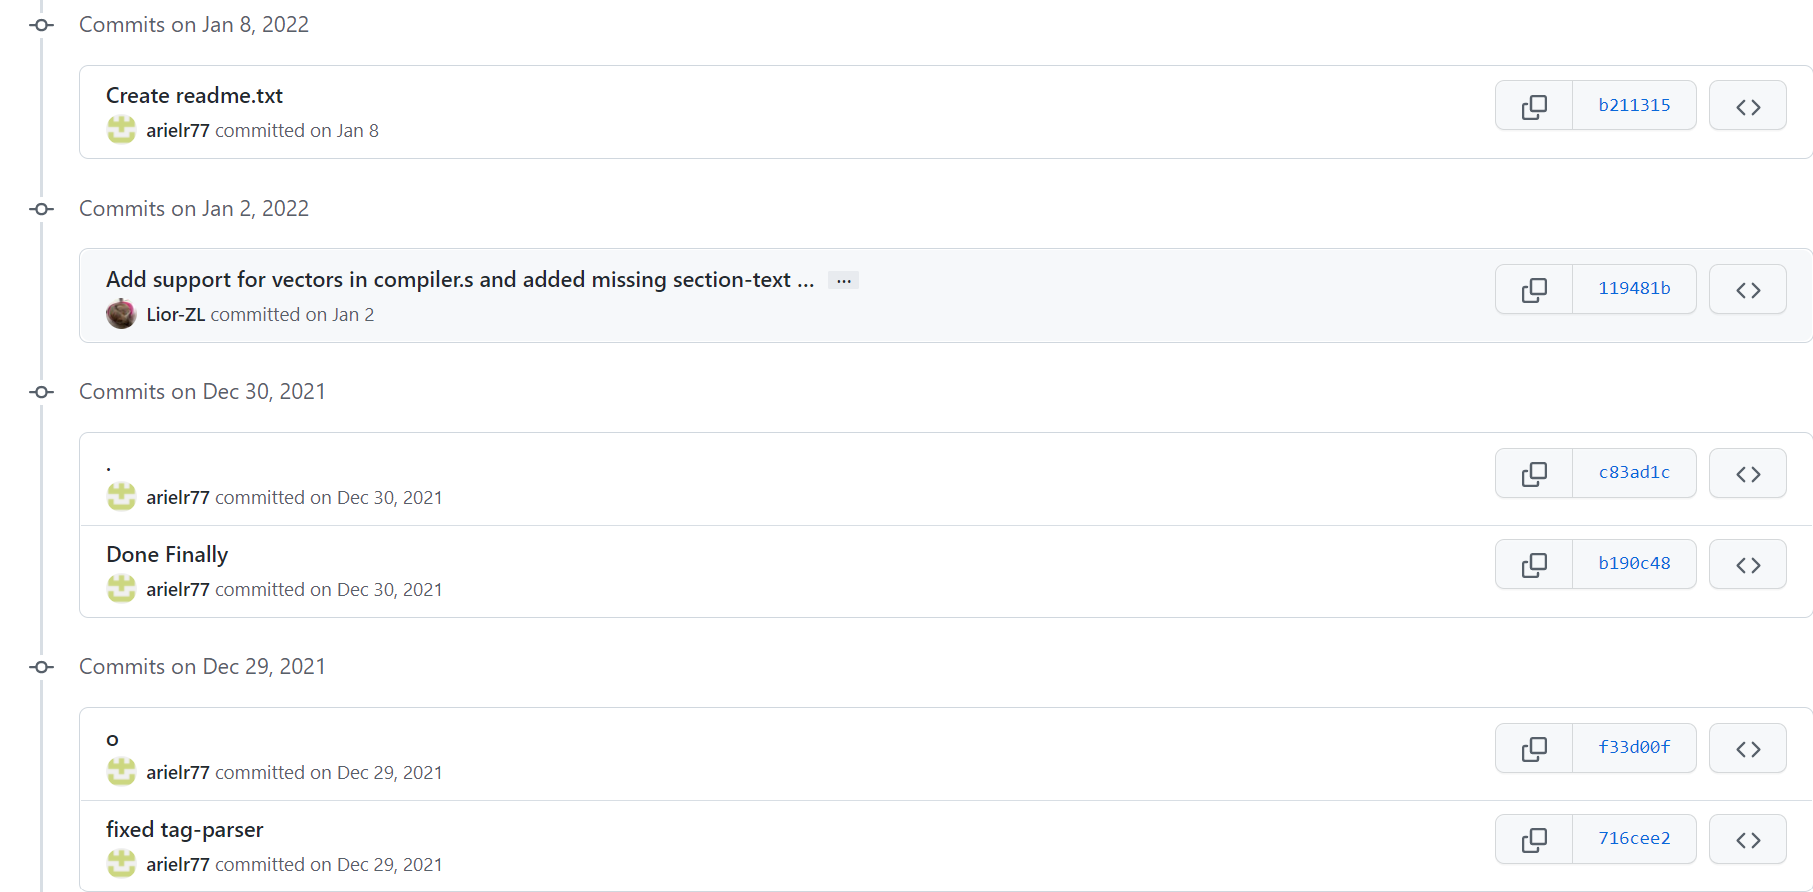 Commits on Jan 8, 2022
Create readme.txt
b211315
arielr77 committed on Jan 8
Commits on Jan 2, 2022
Add support for vectors in compiler.s and added missing section-text ... ...
119481b
Lior-ZL committed on Jan 2
Commits on Dec 30, 2021
.
c83ad1c
arielr77 committed on Dec 30, 2021
Done Finally
b190c48
arielr77 committed on Dec 30, 2021
Commits on Dec 29, 2021
o
f33d00f
arielr77 committed on Dec 29, 2021
fixed tag-parser
716cee2
arielr77 committed on Dec 29, 2021